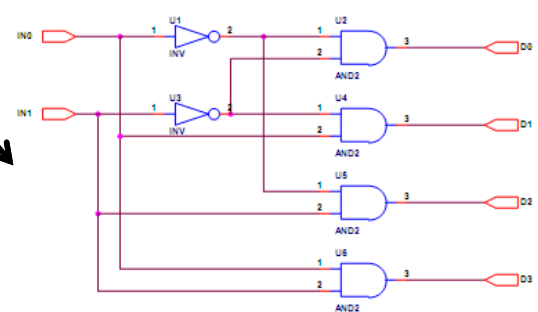 U1 U2
IN0 1 2 1 3 D0
INV 2
AND2
U3 U4
IN1 1 2 1 3 D1
INV 2
AND2
U5
1 3 D2
2
AND2
U6
1 3 D3
2
AND2